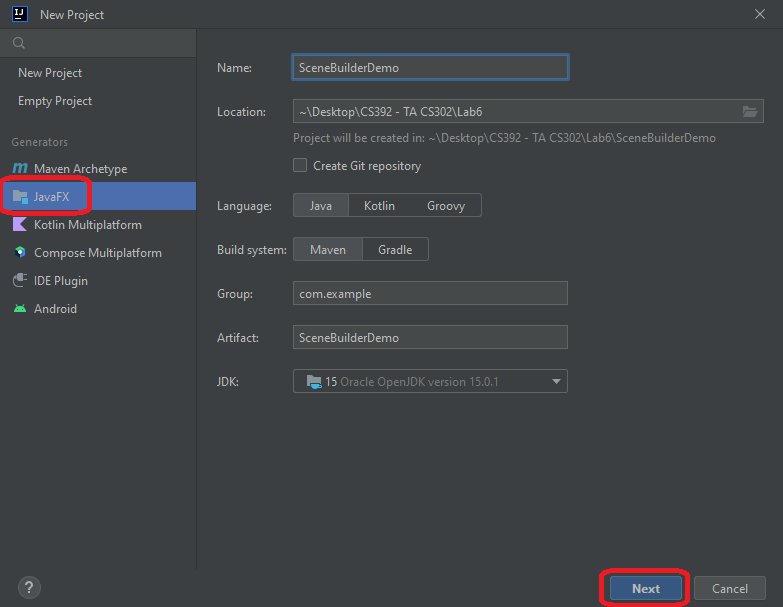 IJ New Project
New Project
Empty Project
Generators
m Maven Archetype
JavaFX
Kotlin Multiplatform
Compose Multiplatform
IDE Plugin
Android
Name: SceneBuilderDemo
Location: ~\Desktop\CS392 - TA CS302\Lab6
Project will be created in: ~\Desktop\CS392 - TA CS302\Lab6\SceneBuilderDemo
Create Git repository
Language: Java Kotlin Groovy
Build system: Maven Gradle
Group: com.example
Artifact: SceneBuilderDemo
JDK: 15 Oracle OpenJDK version 15.0.1
? Next Cancel